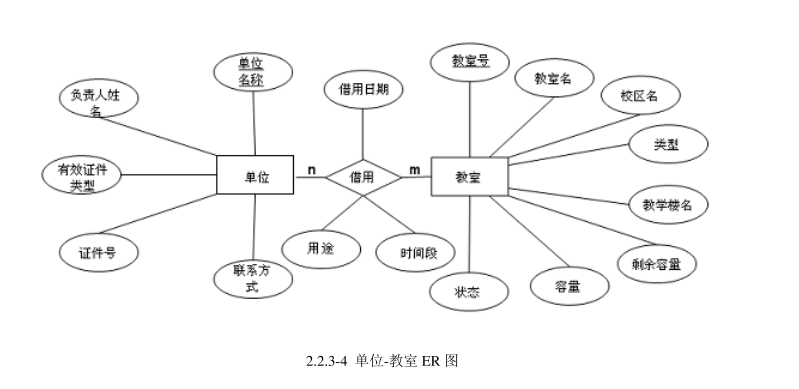 单位
名称
教室号
教室名
借用日期
负责人姓
名
校区名
类型
有效证件
类型
单位
n
借用
m
教室
教学楼名
证件号
用途
时间段
剩余容量
联系方
式
状态
容量
2.2.3-4 单位-教室 ER 图